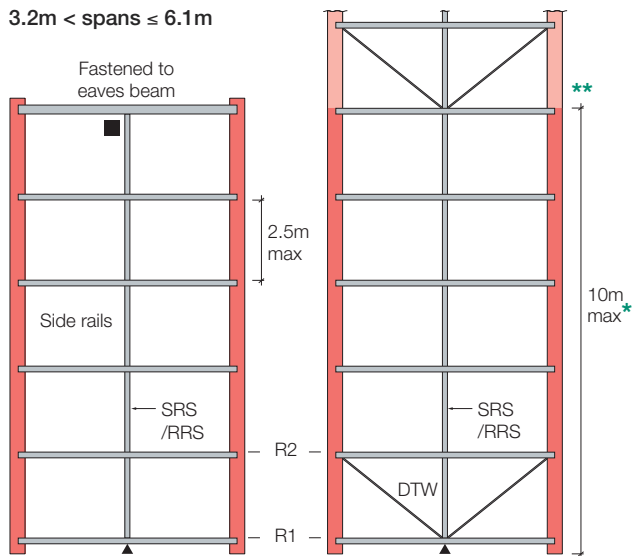 3.2m < spans ≤ 6.1m
Fastened to
eaves beam
**
2.5m
max
10m
max*
Side rails
SRS
/RRS
SRS
/RRS
R2
DTW
R1